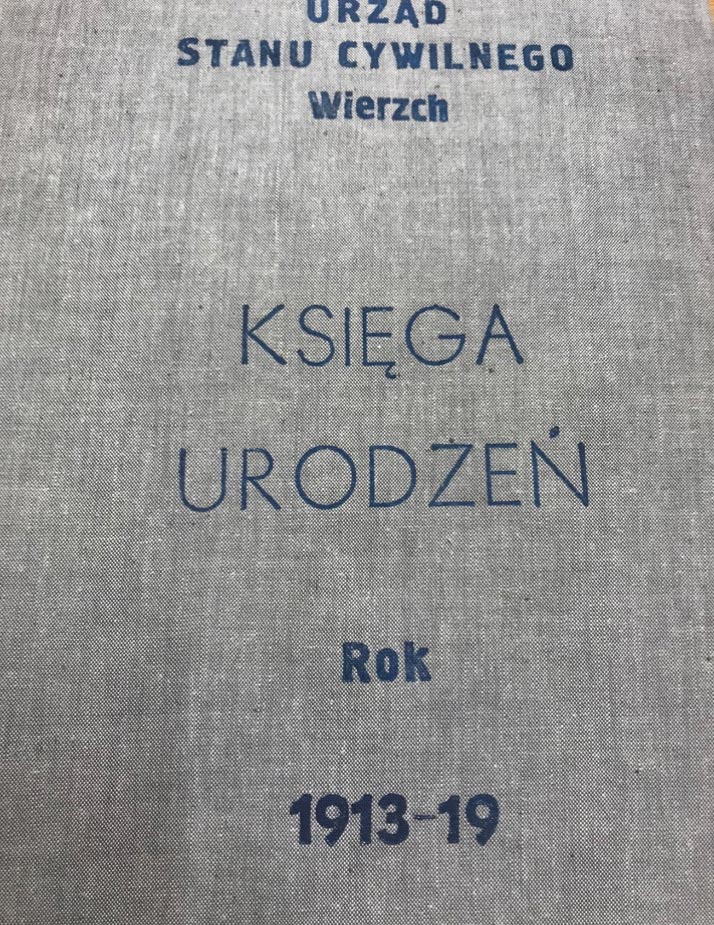 URZĄD
STANU CYWILNEGO
Wierzch
KSIĘGA
URODZEŃ
Rok
1913-19